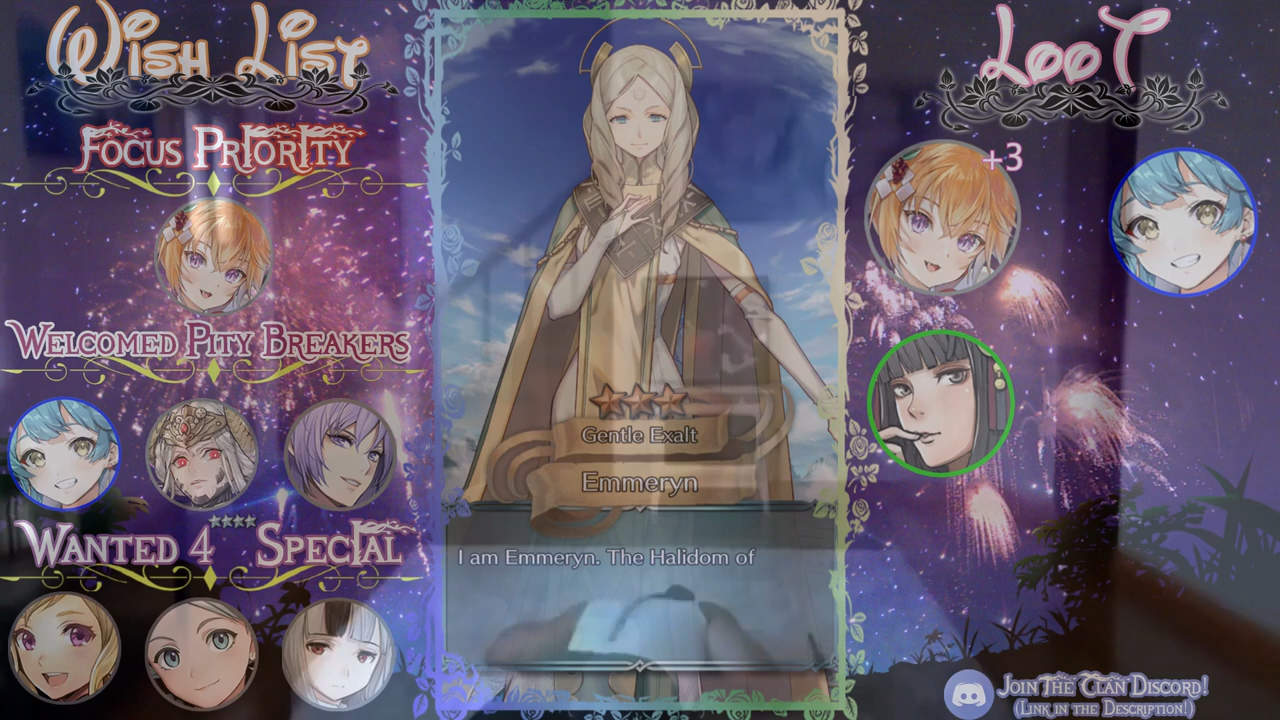 Wish List
Focus Priority
Welcomed Pity Breakers
Wanted 4 Special
Gentle Exalt
Emmeryn
I am Emmeryn. The Halidom of
Loot
+3
Join The Clan Discord!
(Link in the Description!)